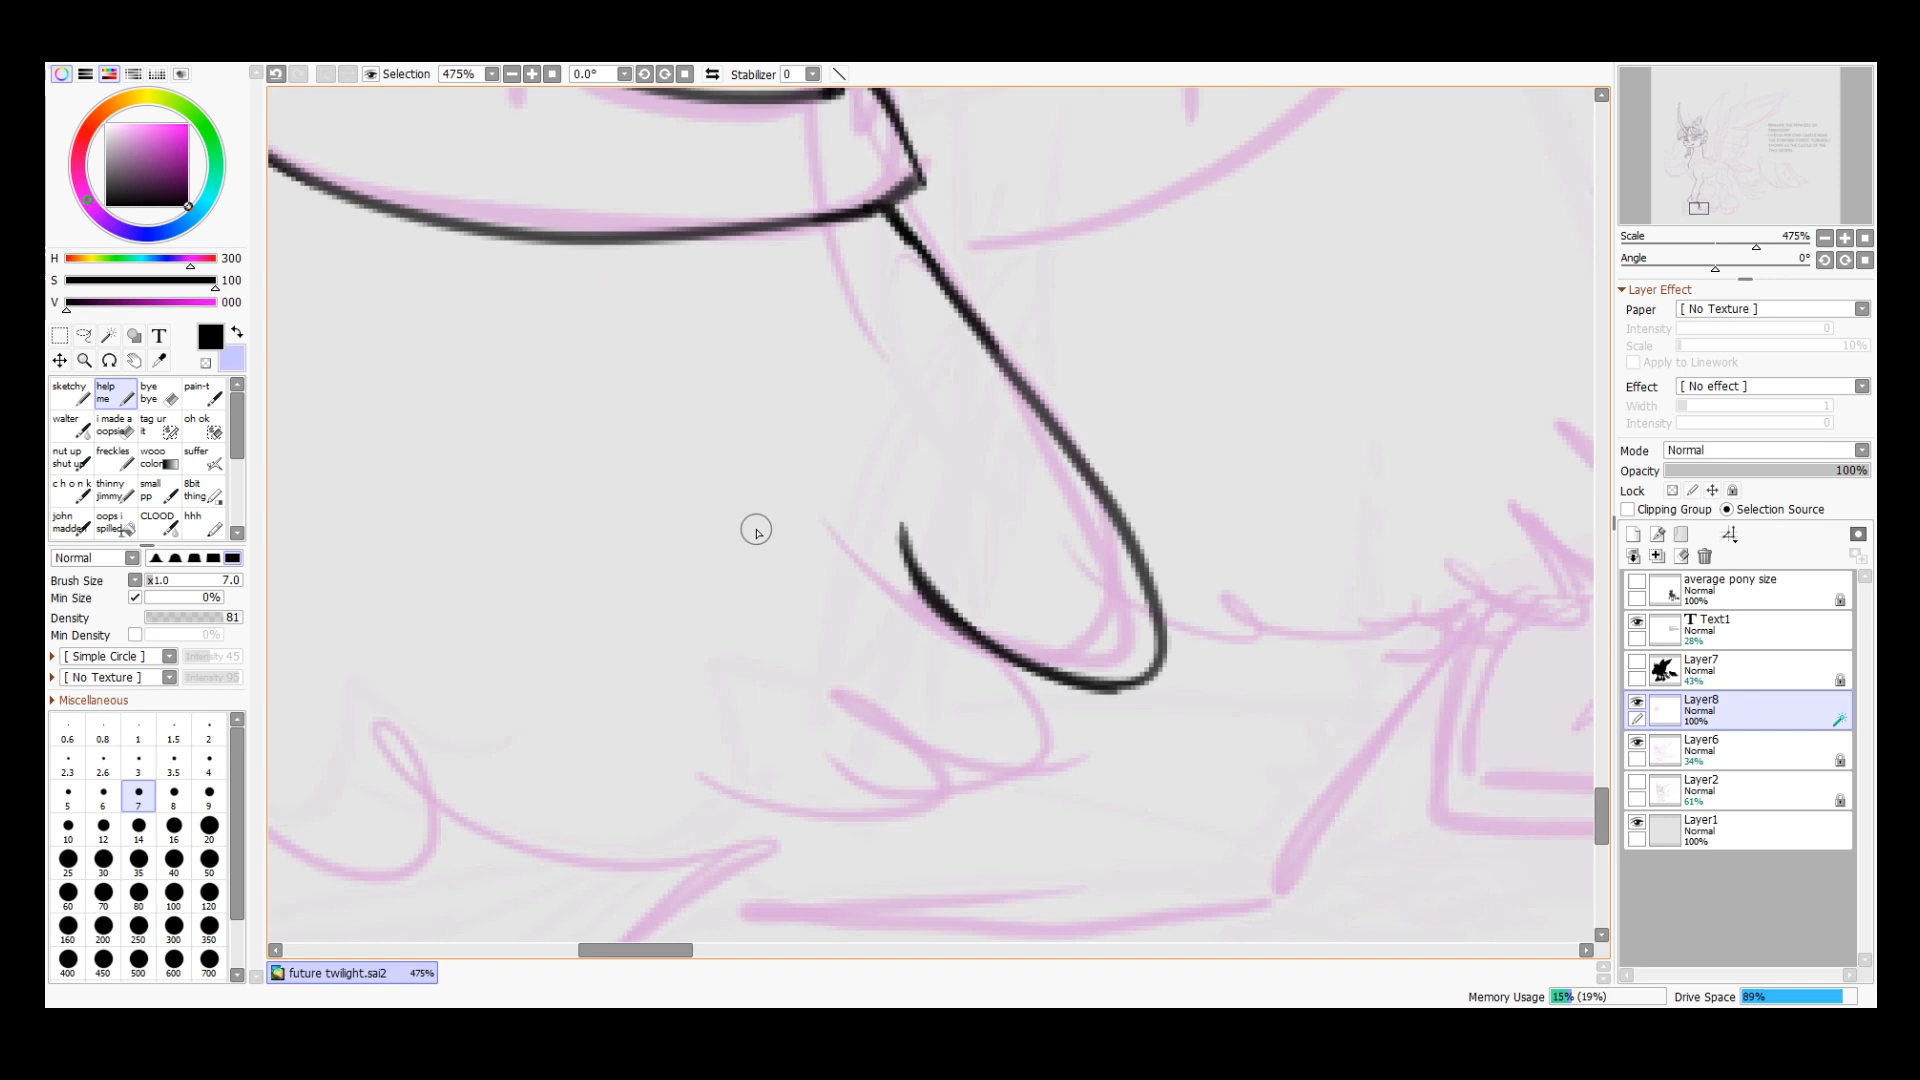 Selection 475% 0.0° Stabilizer 0
H 300
S 100
V 000
T
sketchy help me bye bye pain-t
walter i made a oopsie tag ur it oh ok
nut up shut up freckles wooo color suffer
c h o n k thinny jimmy small pp 8bit thing
john madden oops i spilled CLOOD hhh
Normal
Brush Size x1.0 7.0
Min Size 0%
Density 81
Min Density 0%
[ Simple Circle ] Intensity 45
[ No Texture ] Intensity 95
Miscellaneous
0.6 0.8 1 1.5 2
2.3 2.6 3 3.5 4
5 6 7 8 9
10 12 14 16 20
25 30 35 40 50
60 70 80 100 120
160 200 250 300 350
400 450 500 600 700
future twilight.sai2 475%
Scale 475%
Angle 0°
Layer Effect
Paper [ No Texture ]
Intensity 0
Scale 10%
Apply to Linework
Effect [ No effect ]
Width 1
Intensity 0
Mode Normal
Opacity 100%
Lock
Clipping Group Selection Source
average pony size
Normal
100%
T Text1
Normal
28%
Layer7
Normal
43%
Layer8
Normal
100%
Layer6
Normal
34%
Layer2
Normal
61%
Layer1
Normal
100%
Memory Usage 15% (19%) Drive Space 89%